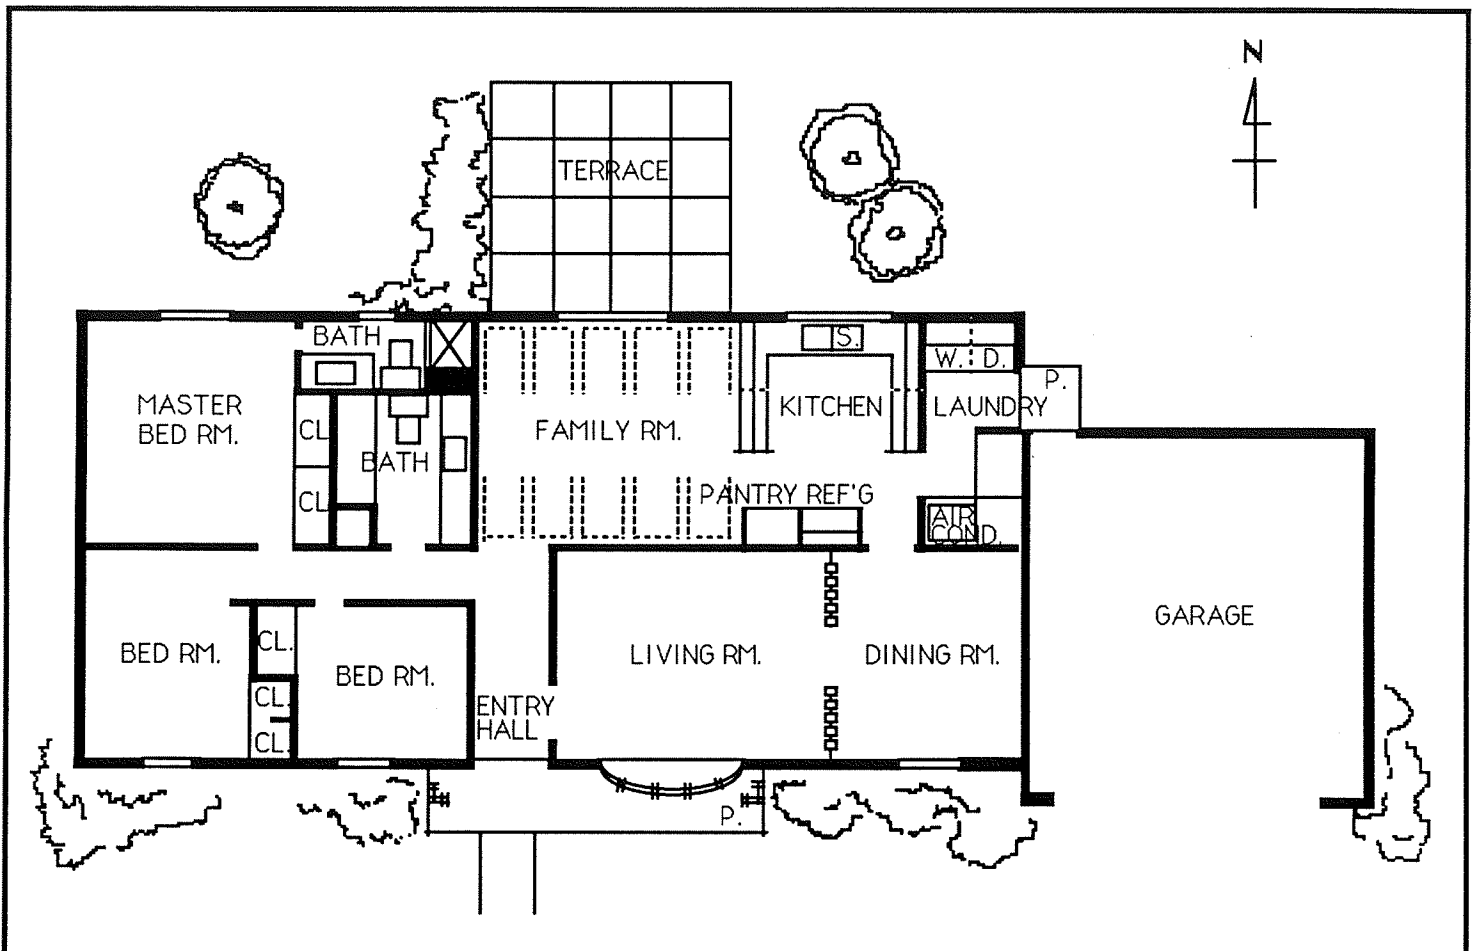 N
TERRACE
BATH
S.
W. D.
P.
MASTER
BED RM.
CL
FAMILY RM.
KITCHEN
LAUNDRY
BATH
CL
PANTRY REF'G
AIR
COND.
GARAGE
BED RM.
CL.
BED RM.
LIVING RM.
DINING RM.
CL.
ENTRY
HALL
CL.
P.